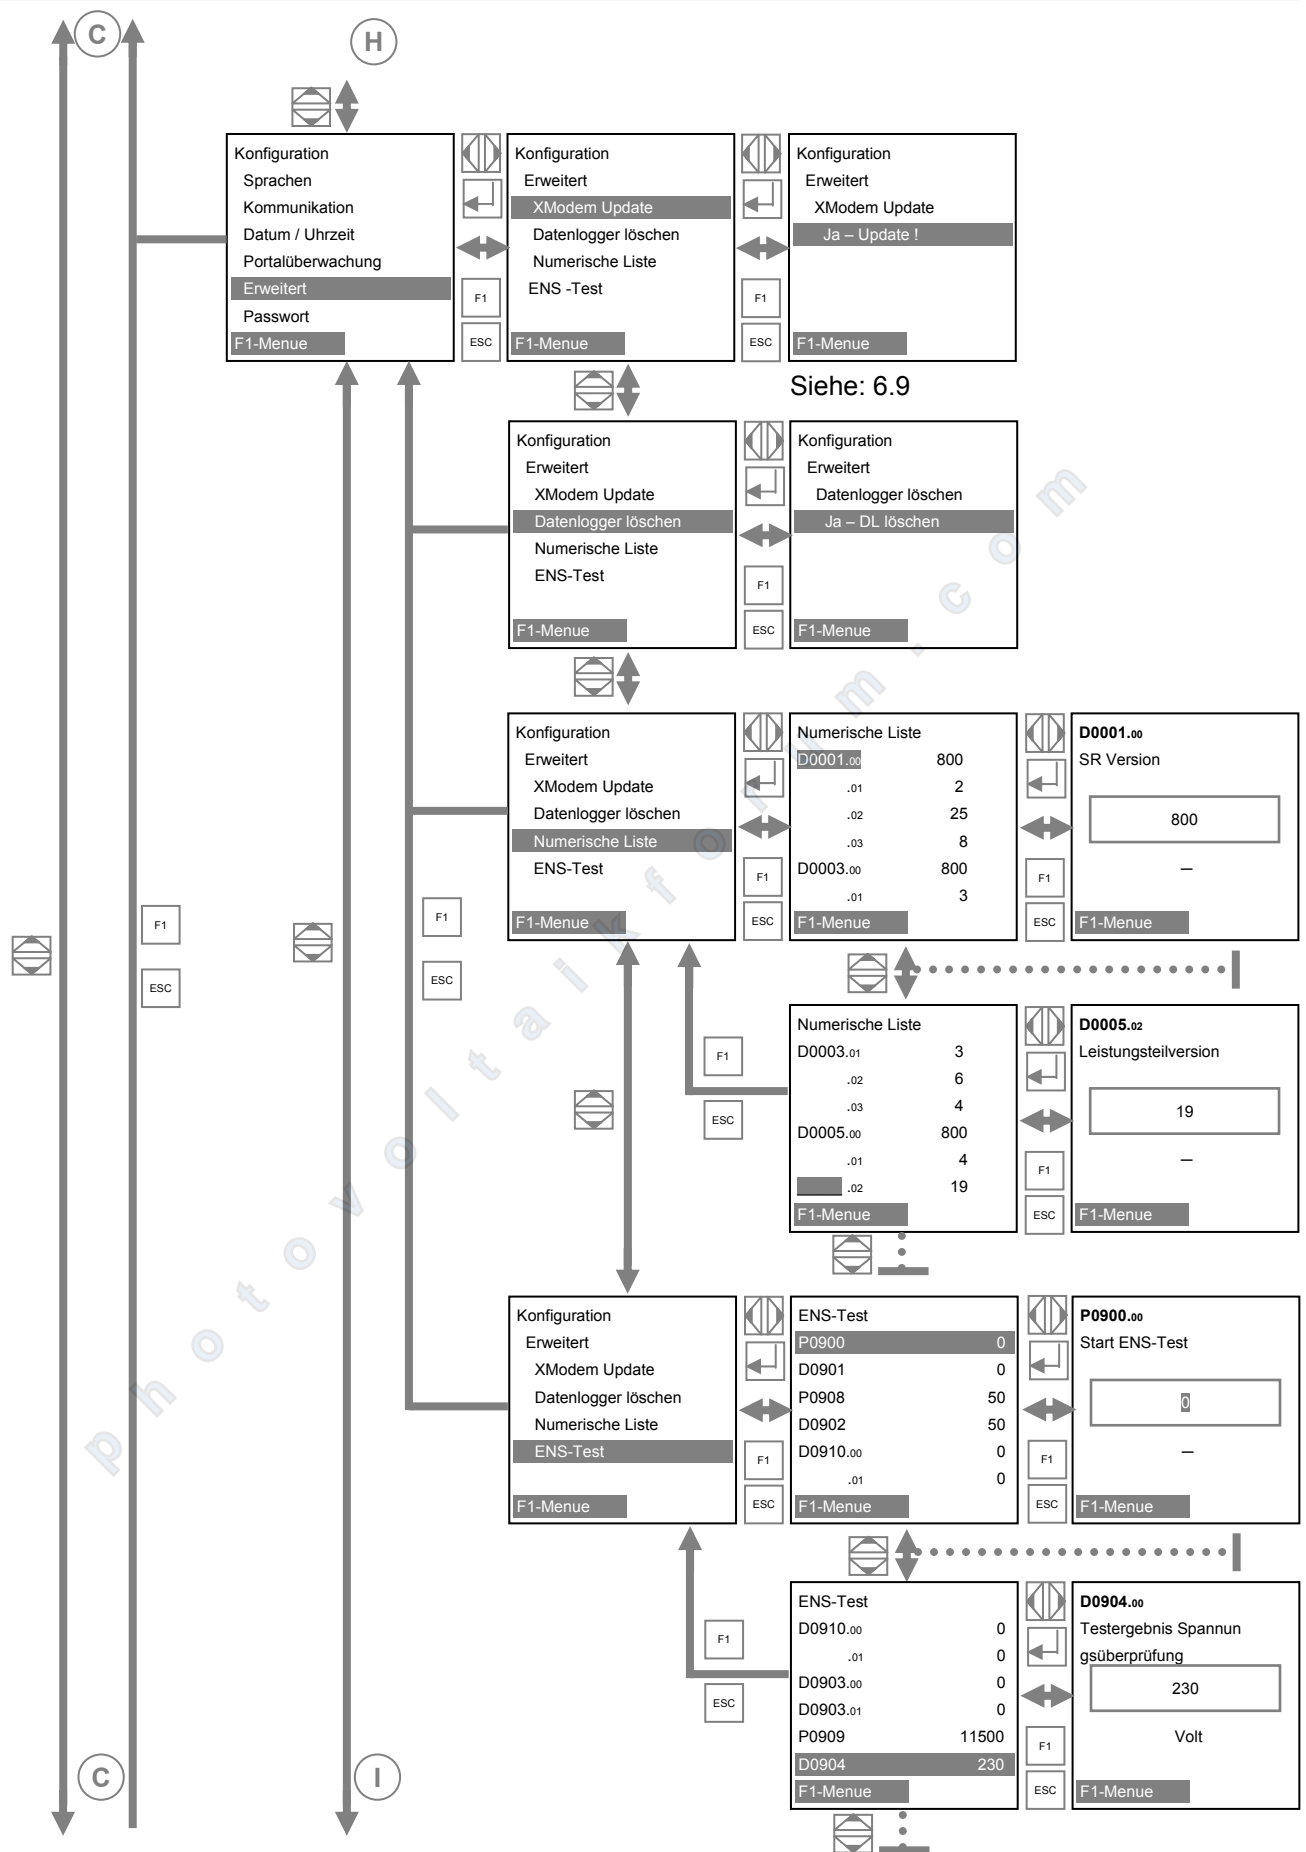 C
H
Konfiguration
Sprachen
Kommunikation
Datum / Uhrzeit
Portalüberwachung
Erweitert
Passwort
F1-Menue
F1
ESC
Konfiguration
Erweitert
XModem Update
Datenlogger löschen
Numerische Liste
ENS -Test
F1-Menue
F1
ESC
Konfiguration
Erweitert
XModem Update
Ja – Update !
F1-Menue
Siehe: 6.9
Konfiguration
Erweitert
XModem Update
Datenlogger löschen
Numerische Liste
ENS-Test
F1-Menue
F1
ESC
Konfiguration
Erweitert
Datenlogger löschen
Ja – DL löschen
F1-Menue
Konfiguration
Erweitert
XModem Update
Datenlogger löschen
Numerische Liste
ENS-Test
F1-Menue
F1
ESC
Numerische Liste
D0001.00 800
.01 2
.02 25
.03 8
D0003.00 800
.01 3
F1-Menue
F1
ESC
D0001.00
SR Version
800
–
F1-Menue
F1
ESC
F1
ESC
F1
ESC
Numerische Liste
D0003.01 3
.02 6
.03 4
D0005.00 800
.01 4
.02 19
F1-Menue
F1
ESC
D0005.02
Leistungsteilversion
19
–
F1-Menue
Konfiguration
Erweitert
XModem Update
Datenlogger löschen
Numerische Liste
ENS-Test
F1-Menue
F1
ESC
ENS-Test
P0900 0
D0901 0
P0908 50
D0902 50
D0910.00 0
.01 0
F1-Menue
F1
ESC
P0900.00
Start ENS-Test
0
–
F1-Menue
F1
ESC
ENS-Test
D0910.00 0
.01 0
D0903.00 0
D0903.01 0
P0909 11500
D0904 230
F1-Menue
F1
ESC
D0904.00
Testergebnis Spannun
gsüberprüfung
230
Volt
F1-Menue
C
I
photovoltaikforum.com